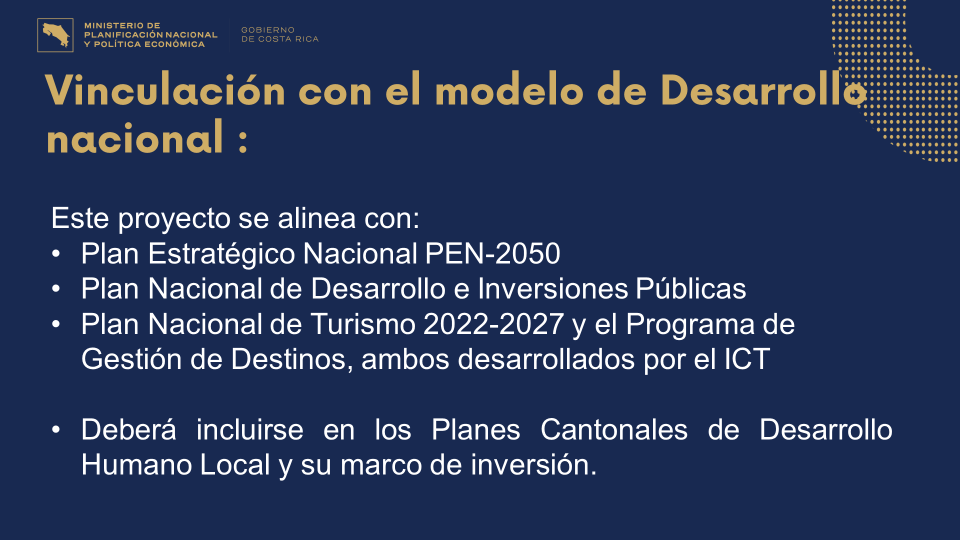 MINISTERIO DE
PLANIFICACIÓN NACIONAL
Y POLÍTICA ECONÓMICA
GOBIERNO
DE COSTA RICA
Vinculación con el modelo de Desarrollo
nacional :
Este proyecto se alinea con:
• Plan Estratégico Nacional PEN-2050
• Plan Nacional de Desarrollo e Inversiones Públicas
• Plan Nacional de Turismo 2022-2027 y el Programa de
Gestión de Destinos, ambos desarrollados por el ICT
• Deberá incluirse en los Planes Cantonales de Desarrollo
Humano Local y su marco de inversión.